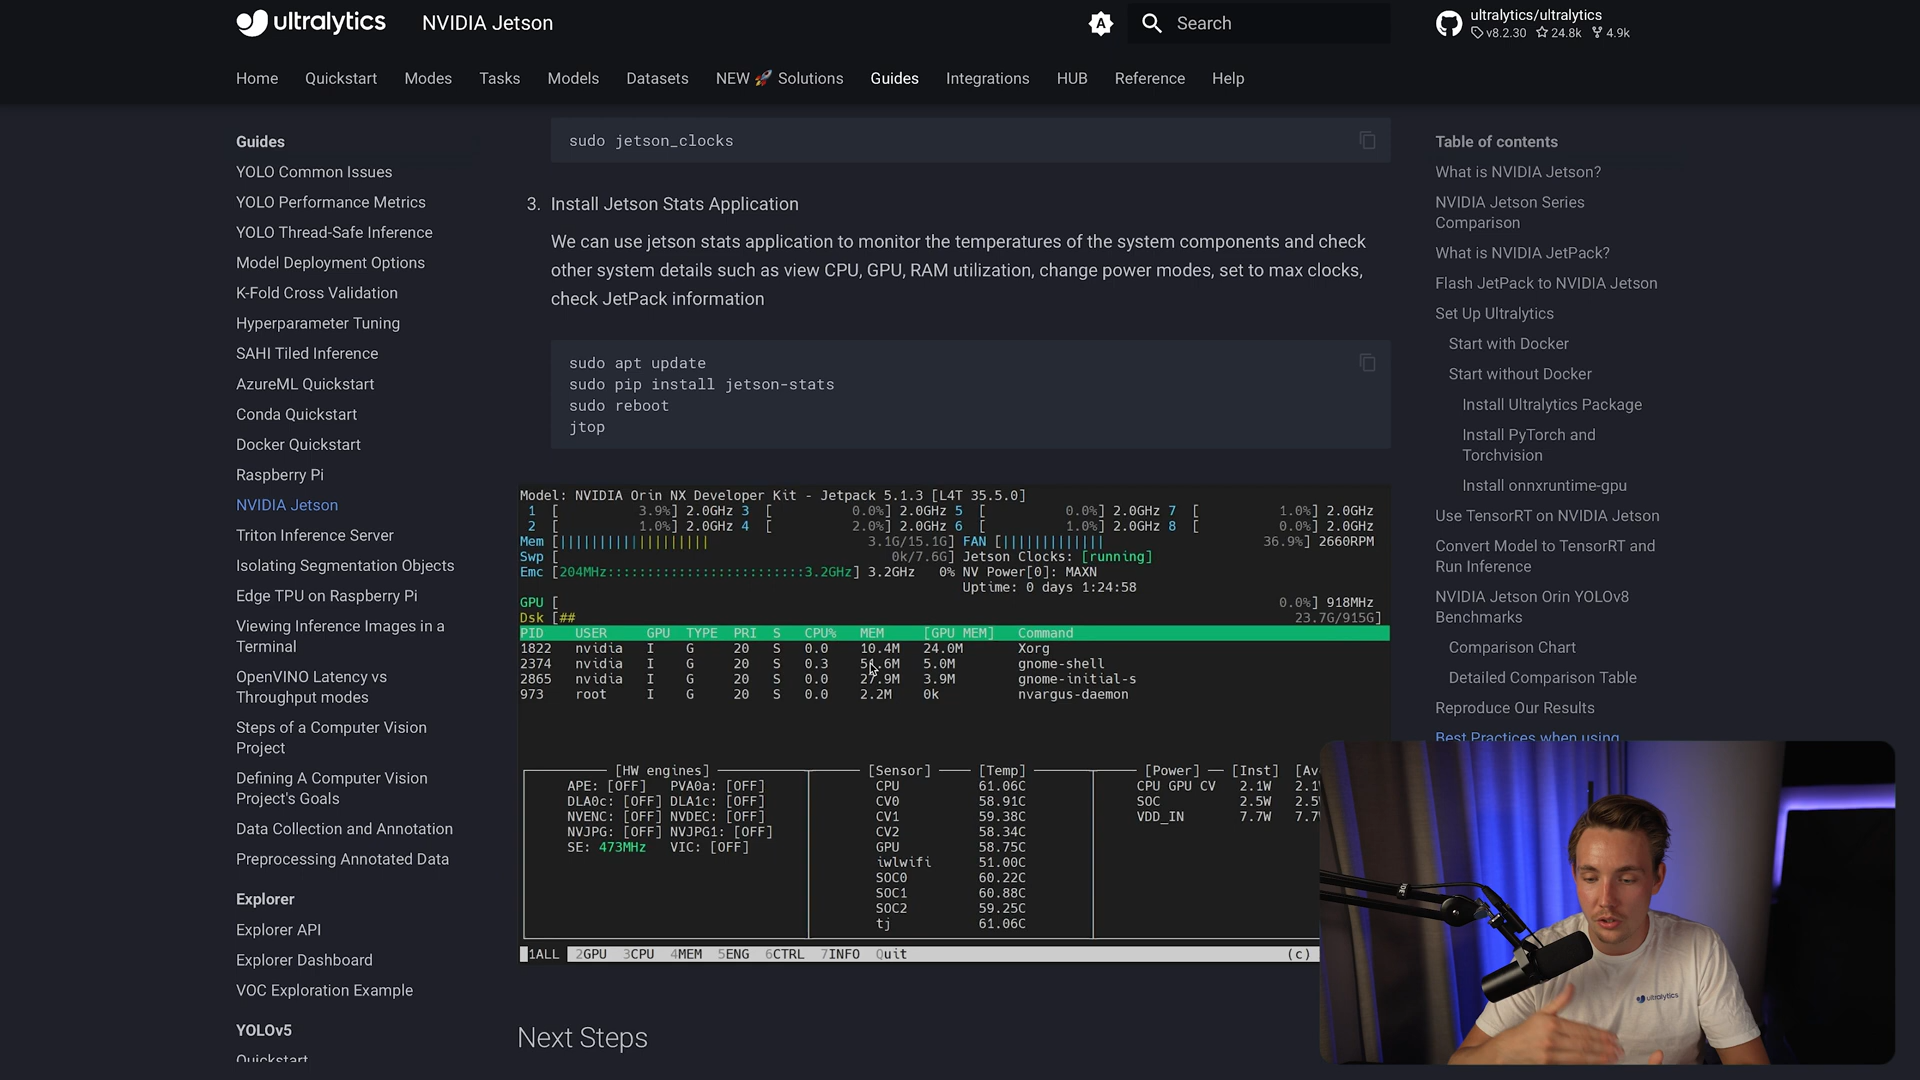 ultralytics NVIDIA Jetson
Search
ultralytics/ultralytics
v8.2.30 24.8k 4.9k
Home Quickstart Modes Tasks Models Datasets NEW 🚀 Solutions Guides Integrations HUB Reference Help
Guides
YOLO Common Issues
YOLO Performance Metrics
YOLO Thread-Safe Inference
Model Deployment Options
K-Fold Cross Validation
Hyperparameter Tuning
SAHI Tiled Inference
AzureML Quickstart
Conda Quickstart
Docker Quickstart
Raspberry Pi
NVIDIA Jetson
Triton Inference Server
Isolating Segmentation Objects
Edge TPU on Raspberry Pi
Viewing Inference Images in a
Terminal
OpenVINO Latency vs
Throughput modes
Steps of a Computer Vision
Project
Defining A Computer Vision
Project's Goals
Data Collection and Annotation
Preprocessing Annotated Data
Explorer
Explorer API
Explorer Dashboard
VOC Exploration Example
YOLOv5
Quickstart
sudo jetson_clocks
3. Install Jetson Stats Application
We can use jetson stats application to monitor the temperatures of the system components and check
other system details such as view CPU, GPU, RAM utilization, change power modes, set to max clocks,
check JetPack information
sudo apt update
sudo pip install jetson-stats
sudo reboot
jtop
Model: NVIDIA Orin NX Developer Kit - Jetpack 5.1.3 [L4T 35.5.0]
1 [ 3.9%] 2.0GHz 3 [ 0.0%] 2.0GHz 5 [ 0.0%] 2.0GHz 7 [ 1.0%] 2.0GHz
2 [ 1.0%] 2.0GHz 4 [ 2.0%] 2.0GHz 6 [ 1.0%] 2.0GHz 8 [ 0.0%] 2.0GHz
Mem [||||||||||||||||||| 3.1G/15.1G] FAN [||||||||||||| 36.9%] 2660RPM
Swp [ 0k/7.6G] Jetson Clocks: [running]
Emc [204MHz:::::::::::::::::::::::::3.2GHz] 3.2GHz 0% NV Power[0]: MAXN
Uptime: 0 days 1:24:58
GPU [ 0.0%] 918MHz
Dsk [## 23.7G/915G]
PID USER GPU TYPE PRI S CPU% MEM [GPU MEM] Command
1822 nvidia I G 20 S 0.0 10.4M 24.0M Xorg
2374 nvidia I G 20 S 0.3 5.0M gnome-shell
2865 nvidia I G 20 S 0.0 27.9M 3.9M gnome-initial-s
973 root I G 20 S 0.0 2.2M 0k nvargus-daemon
[HW engines] [Sensor] [Temp] [Power] [Inst] [Av
APE: [OFF] PVA0a: [OFF] CPU 61.06C CPU GPU CV 2.1W 2.1
DLA0c: [OFF] DLA1c: [OFF] CV0 58.91C SOC 2.5W 2.5
NVENC: [OFF] NVDEC: [OFF] CV1 59.38C VDD_IN 7.7W 7.7
NVJPG: [OFF] NVJPG1: [OFF] CV2 58.34C
SE: 473MHz VIC: [OFF] GPU 58.75C
iwlwifi 51.00C
SOC0 60.22C
SOC1 60.88C
SOC2 59.25C
tj 61.06C
1ALL 2GPU 3CPU 4MEM 5ENG 6CTRL 7INFO Quit (c)
Next Steps
Table of contents
What is NVIDIA Jetson?
NVIDIA Jetson Series
Comparison
What is NVIDIA JetPack?
Flash JetPack to NVIDIA Jetson
Set Up Ultralytics
Start with Docker
Start without Docker
Install Ultralytics Package
Install PyTorch and
Torchvision
Install onnxruntime-gpu
Use TensorRT on NVIDIA Jetson
Convert Model to TensorRT and
Run Inference
NVIDIA Jetson Orin YOLOv8
Benchmarks
Comparison Chart
Detailed Comparison Table
Reproduce Our Results
Best Practices when using
ultralytics